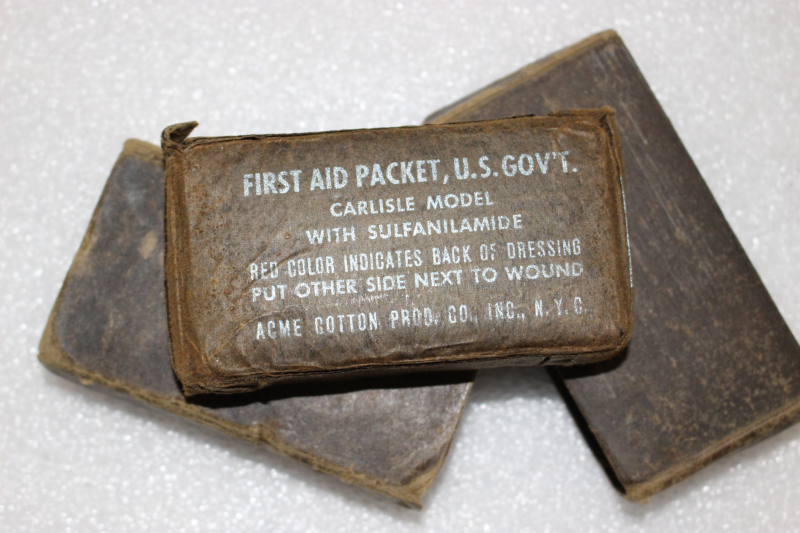 FIRST AID PACKET, U.S. GOV'T.
CARLISLE MODEL
WITH SULFANILAMIDE
RED COLOR INDICATES BACK OF DRESSING
PUT OTHER SIDE NEXT TO WOUND
ACME COTTON PROD. CO., INC., N. Y. C.